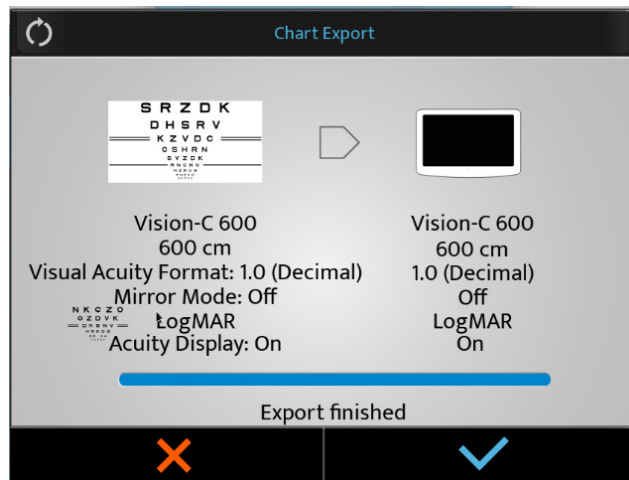 Chart Export
S R Z D K
D H S R V
K Z V D C
O S H R N
S V Z D K
Vision-C 600
600 cm
Visual Acuity Format: 1.0 (Decimal)
Mirror Mode: Off
LogMAR
Acuity Display: On
N K C Z O
O Z D V K
D K S N V
Vision-C 600
600 cm
1.0 (Decimal)
Off
LogMAR
On
Export finished